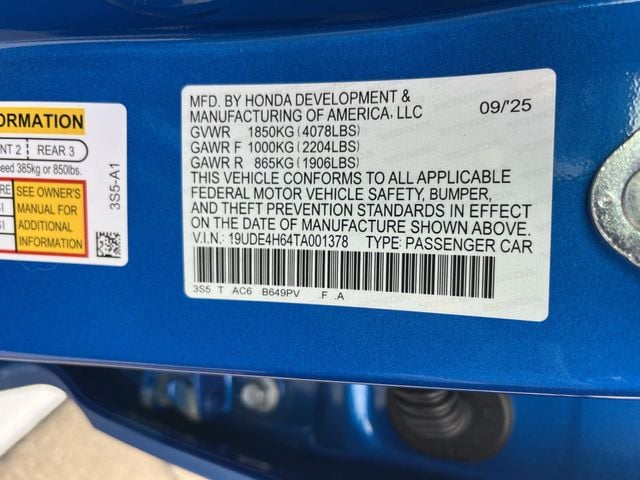 ORMATION
NT 2 REAR 3
ceed 385kg or 850lbs.
RE SEE OWNER'S
MANUAL FOR
SI ADDITIONAL
INFORMATION
3S5-A1
MFD. BY HONDA DEVELOPMENT &
MANUFACTURING OF AMERICA, LLC 09/'25
GVWR 1850KG (4078LBS)
GAWR F 1000KG (2204LBS)
GAWR R 865KG (1906LBS)
THIS VEHICLE CONFORMS TO ALL APPLICABLE
FEDERAL MOTOR VEHICLE SAFETY, BUMPER,
AND THEFT PREVENTION STANDARDS IN EFFECT
ON THE DATE OF MANUFACTURE SHOWN ABOVE.
V.I.N.: 19UDE4H64TA001378 TYPE: PASSENGER CAR
3S5 T AC6 B649PV .F .A